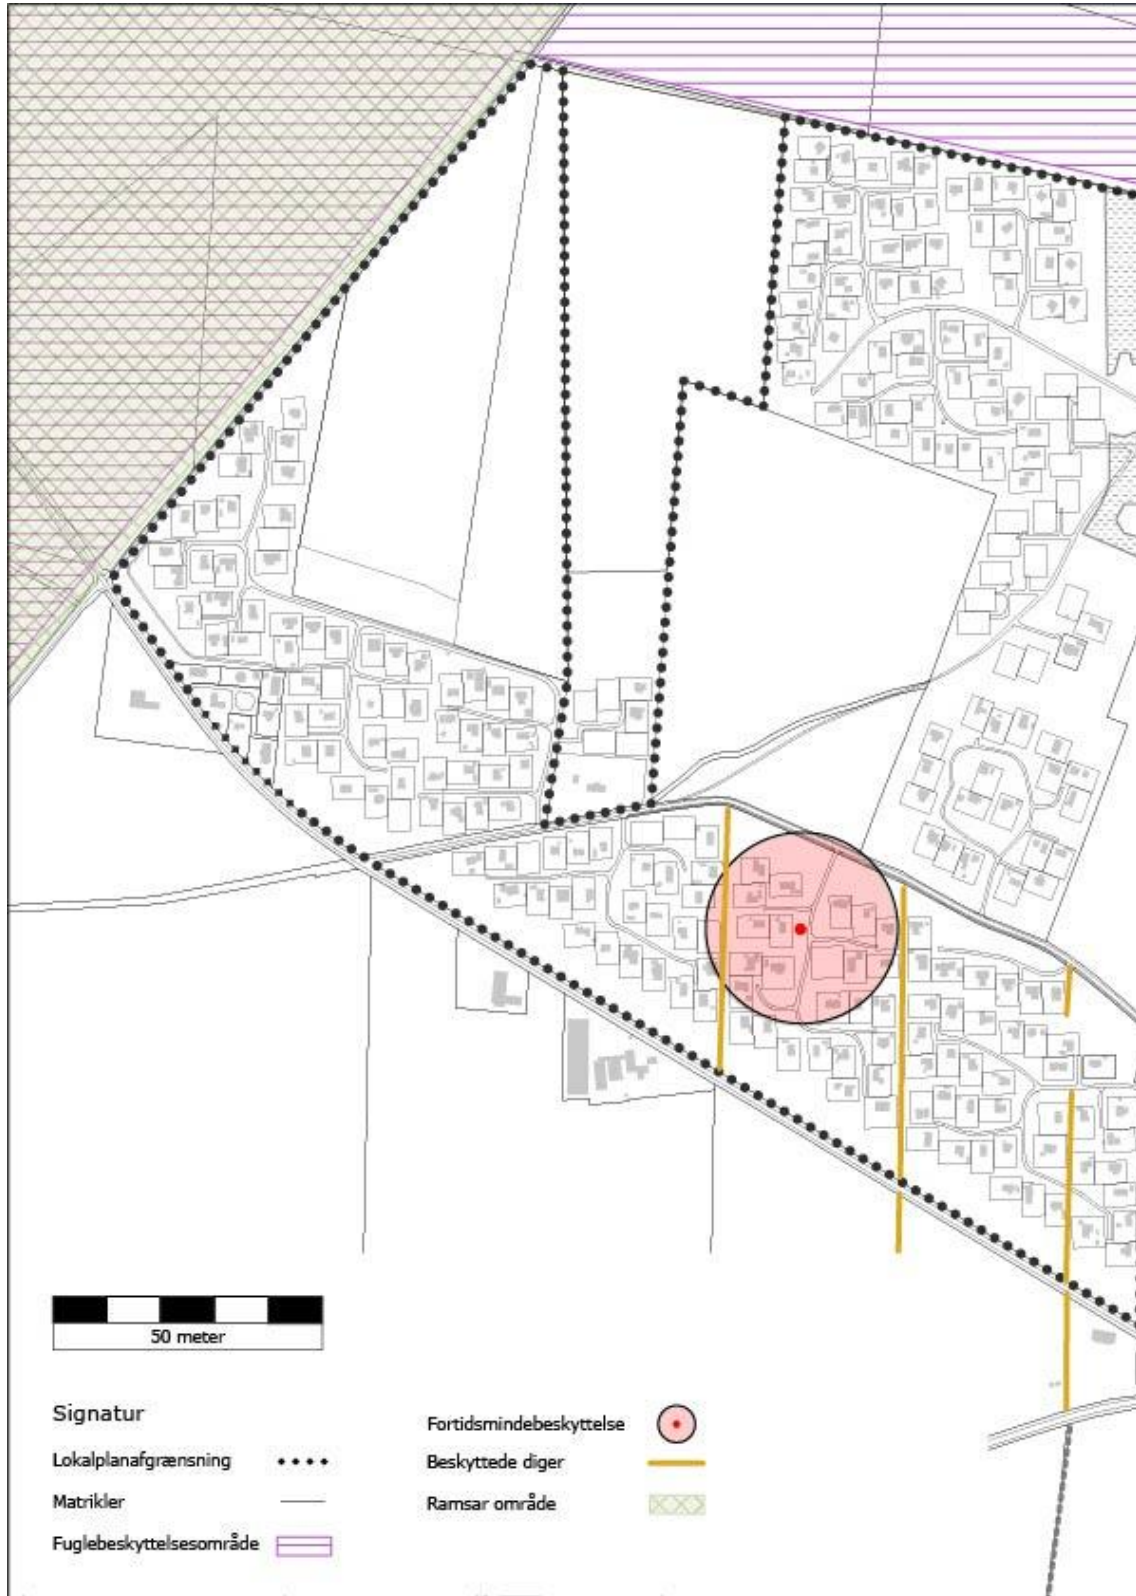 50 meter
Signatur
Lokalplanafgrænsning
Matrikler
Fuglebeskyttelsesområde
Fortidsmindebeskyttelse
Beskyttede diger
Ramsar område